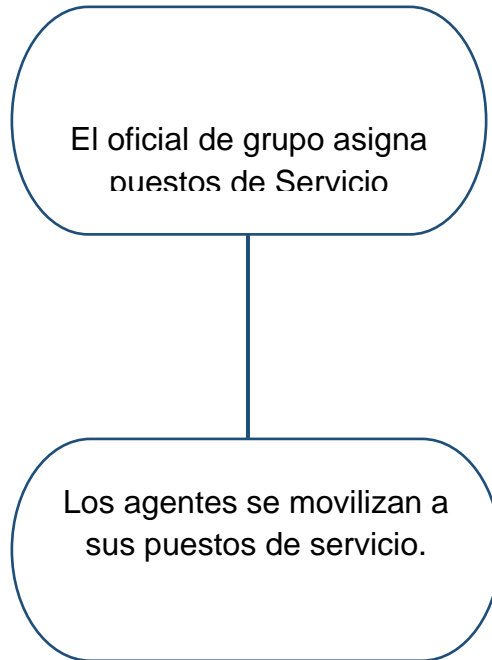 El oficial de grupo asigna
puestos de Servicio
Los agentes se movilizan a
sus puestos de servicio.